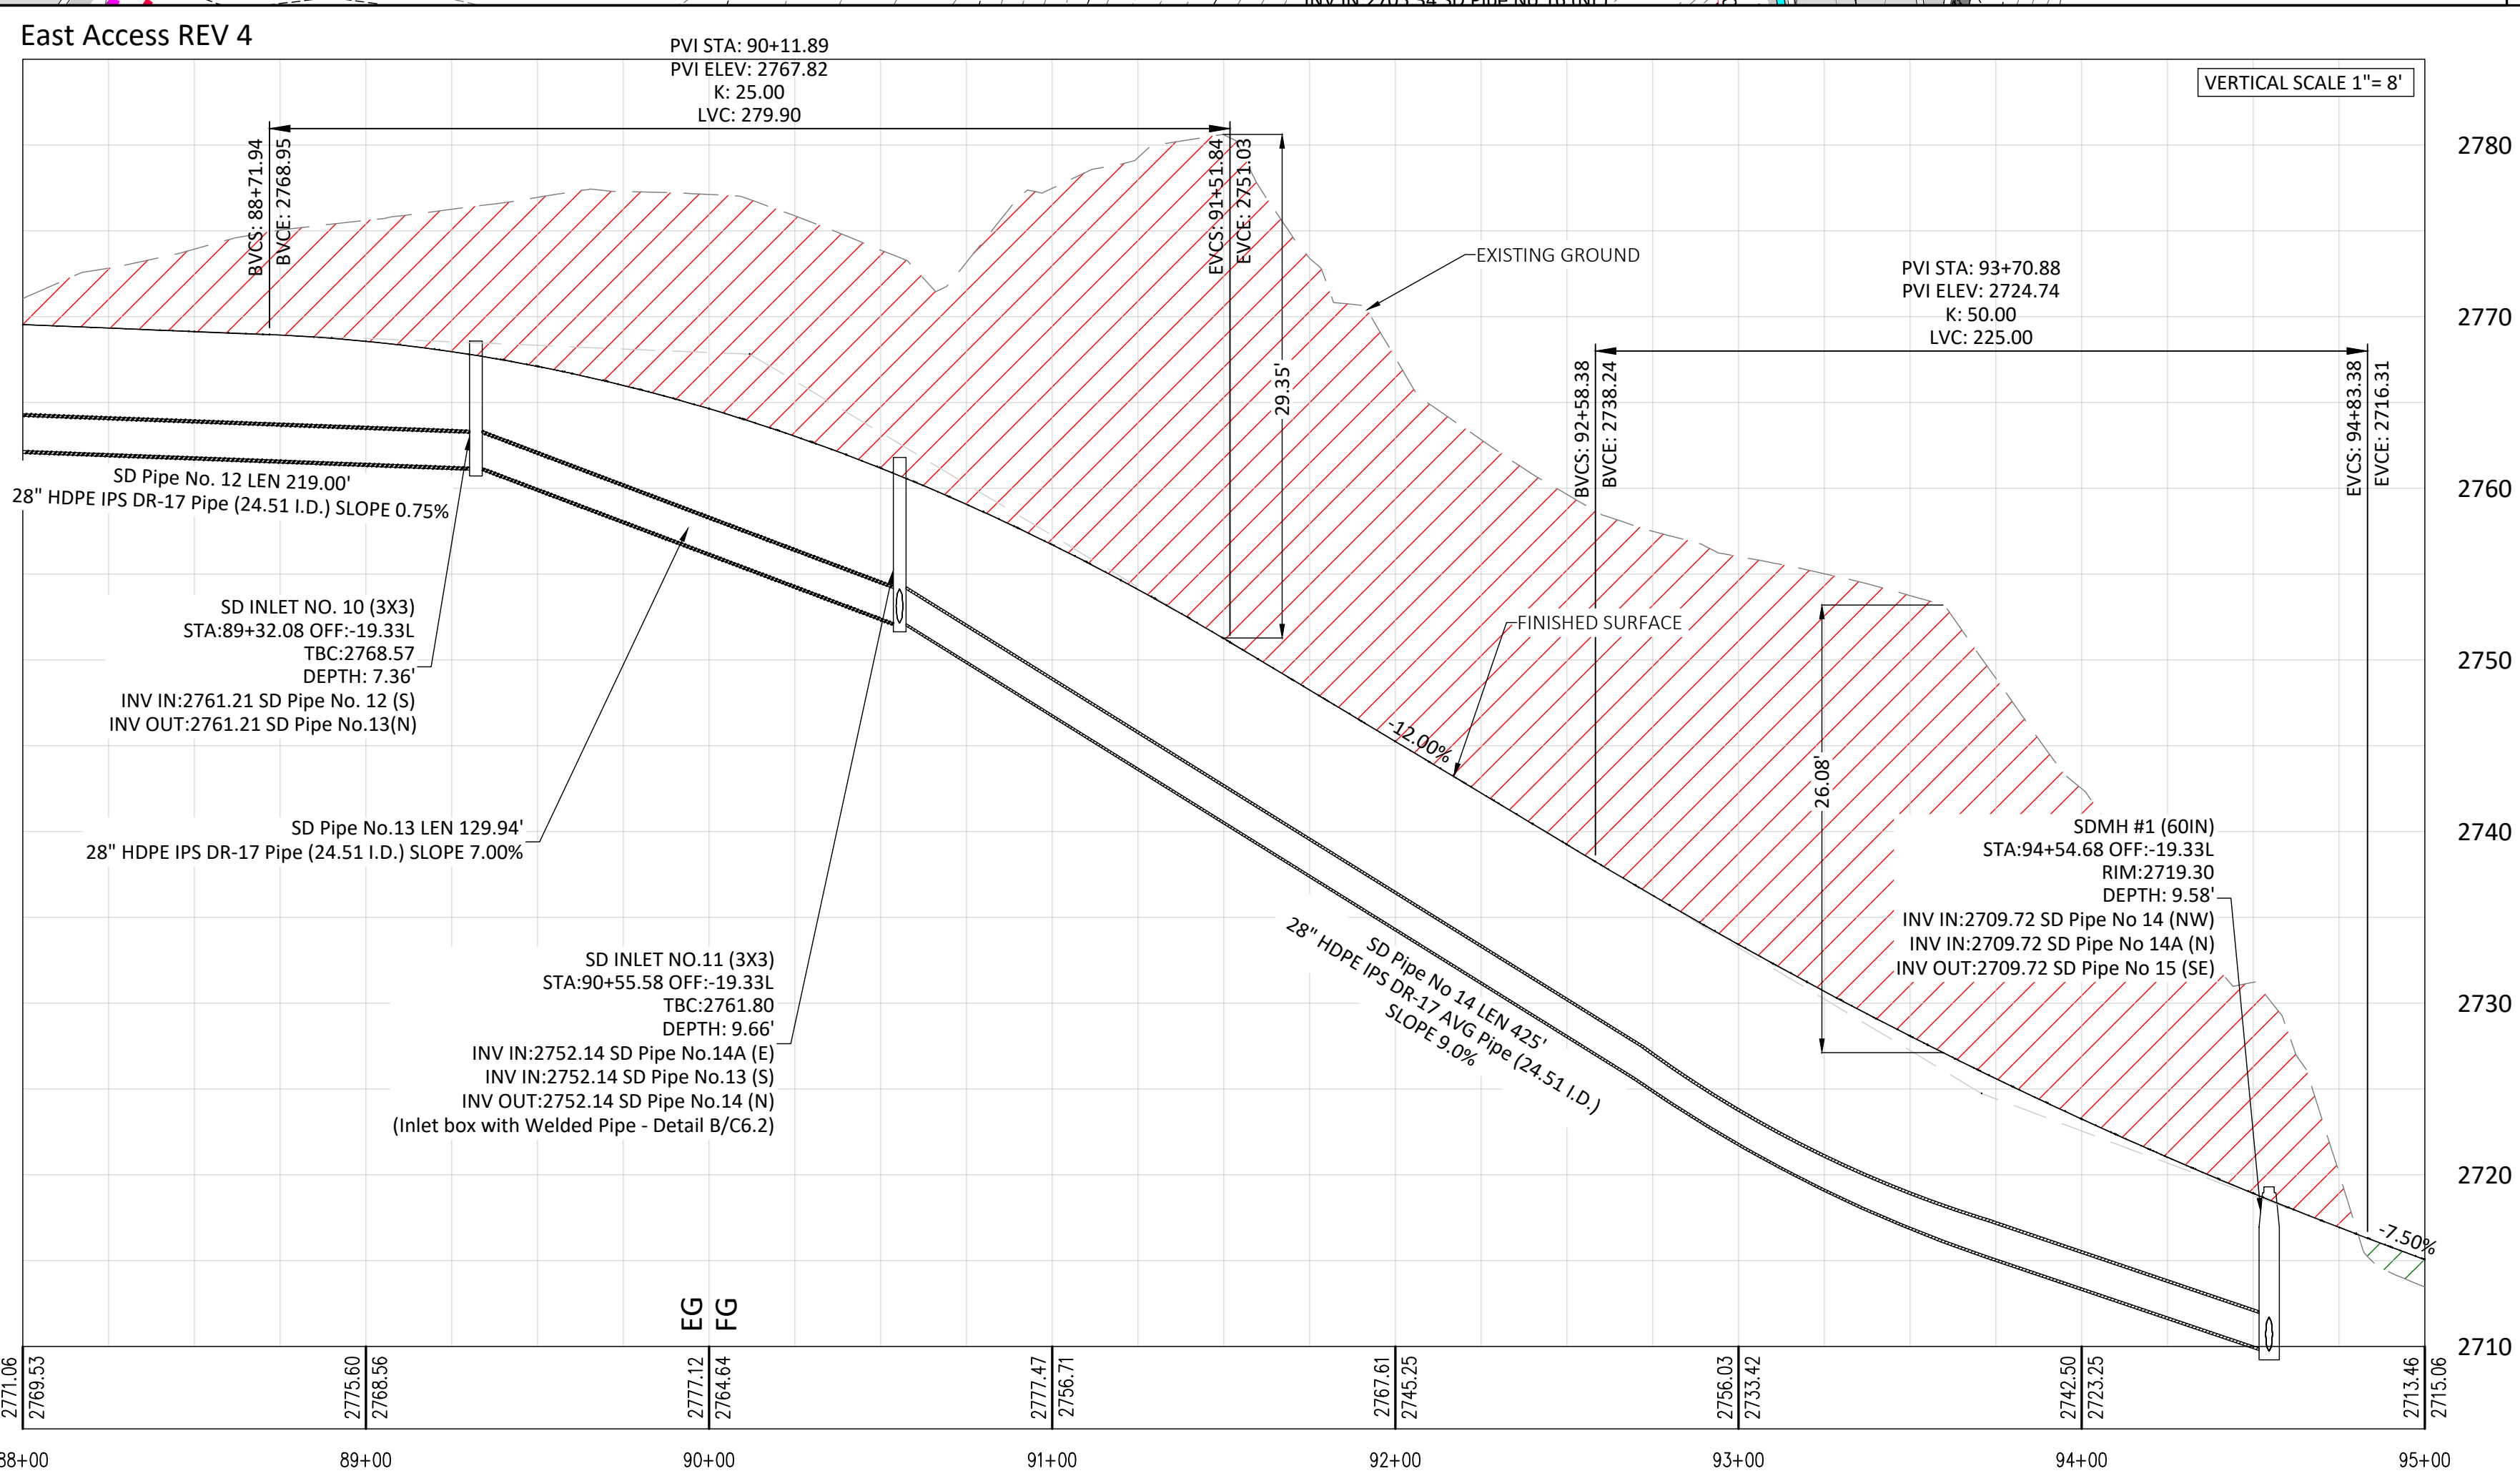 East Access REV 4
VERTICAL SCALE 1"= 8'
PVI STA: 90+11.89
PVI ELEV: 2767.82
K: 25.00
LVC: 279.90
BVCS: 88+71.94
BVCE: 2768.95
EVCS: 91+51.84
EVCE: 2751.03
29.35'
EXISTING GROUND
PVI STA: 93+70.88
PVI ELEV: 2724.74
K: 50.00
LVC: 225.00
BVCS: 92+58.38
BVCE: 2738.24
EVCS: 94+83.38
EVCE: 2716.31
SD Pipe No. 12 LEN 219.00'
28" HDPE IPS DR-17 Pipe (24.51 I.D.) SLOPE 0.75%
SD INLET NO. 10 (3X3)
STA:89+32.08 OFF:-19.33L
TBC:2768.57
DEPTH: 7.36'
INV IN:2761.21 SD Pipe No. 12 (S)
INV OUT:2761.21 SD Pipe No.13(N)
FINISHED SURFACE
-12.00%
26.08'
SD Pipe No.13 LEN 129.94'
28" HDPE IPS DR-17 Pipe (24.51 I.D.) SLOPE 7.00%
SDMH #1 (60IN)
STA:94+54.68 OFF:-19.33L
RIM:2719.30
DEPTH: 9.58'
INV IN:2709.72 SD Pipe No 14 (NW)
INV IN:2709.72 SD Pipe No 14A (N)
INV OUT:2709.72 SD Pipe No 15 (SE)
SD INLET NO.11 (3X3)
STA:90+55.58 OFF:-19.33L
TBC:2761.80
DEPTH: 9.66'
INV IN:2752.14 SD Pipe No.14A (E)
INV IN:2752.14 SD Pipe No.13 (S)
INV OUT:2752.14 SD Pipe No.14 (N)
(Inlet box with Welded Pipe - Detail B/C6.2)
SD Pipe No 14 LEN 425'
28" HDPE IPS DR-17 AVG Pipe (24.51 I.D.)
SLOPE 9.0%
-7.50%
2780
2770
2760
2750
2740
2730
2720
2710
EG
FG
2771.06
2769.53
2775.60
2768.56
2777.12
2764.64
2777.47
2756.71
2767.61
2745.25
2756.03
2733.42
2742.50
2723.25
2713.46
2715.06
88+00
89+00
90+00
91+00
92+00
93+00
94+00
95+00